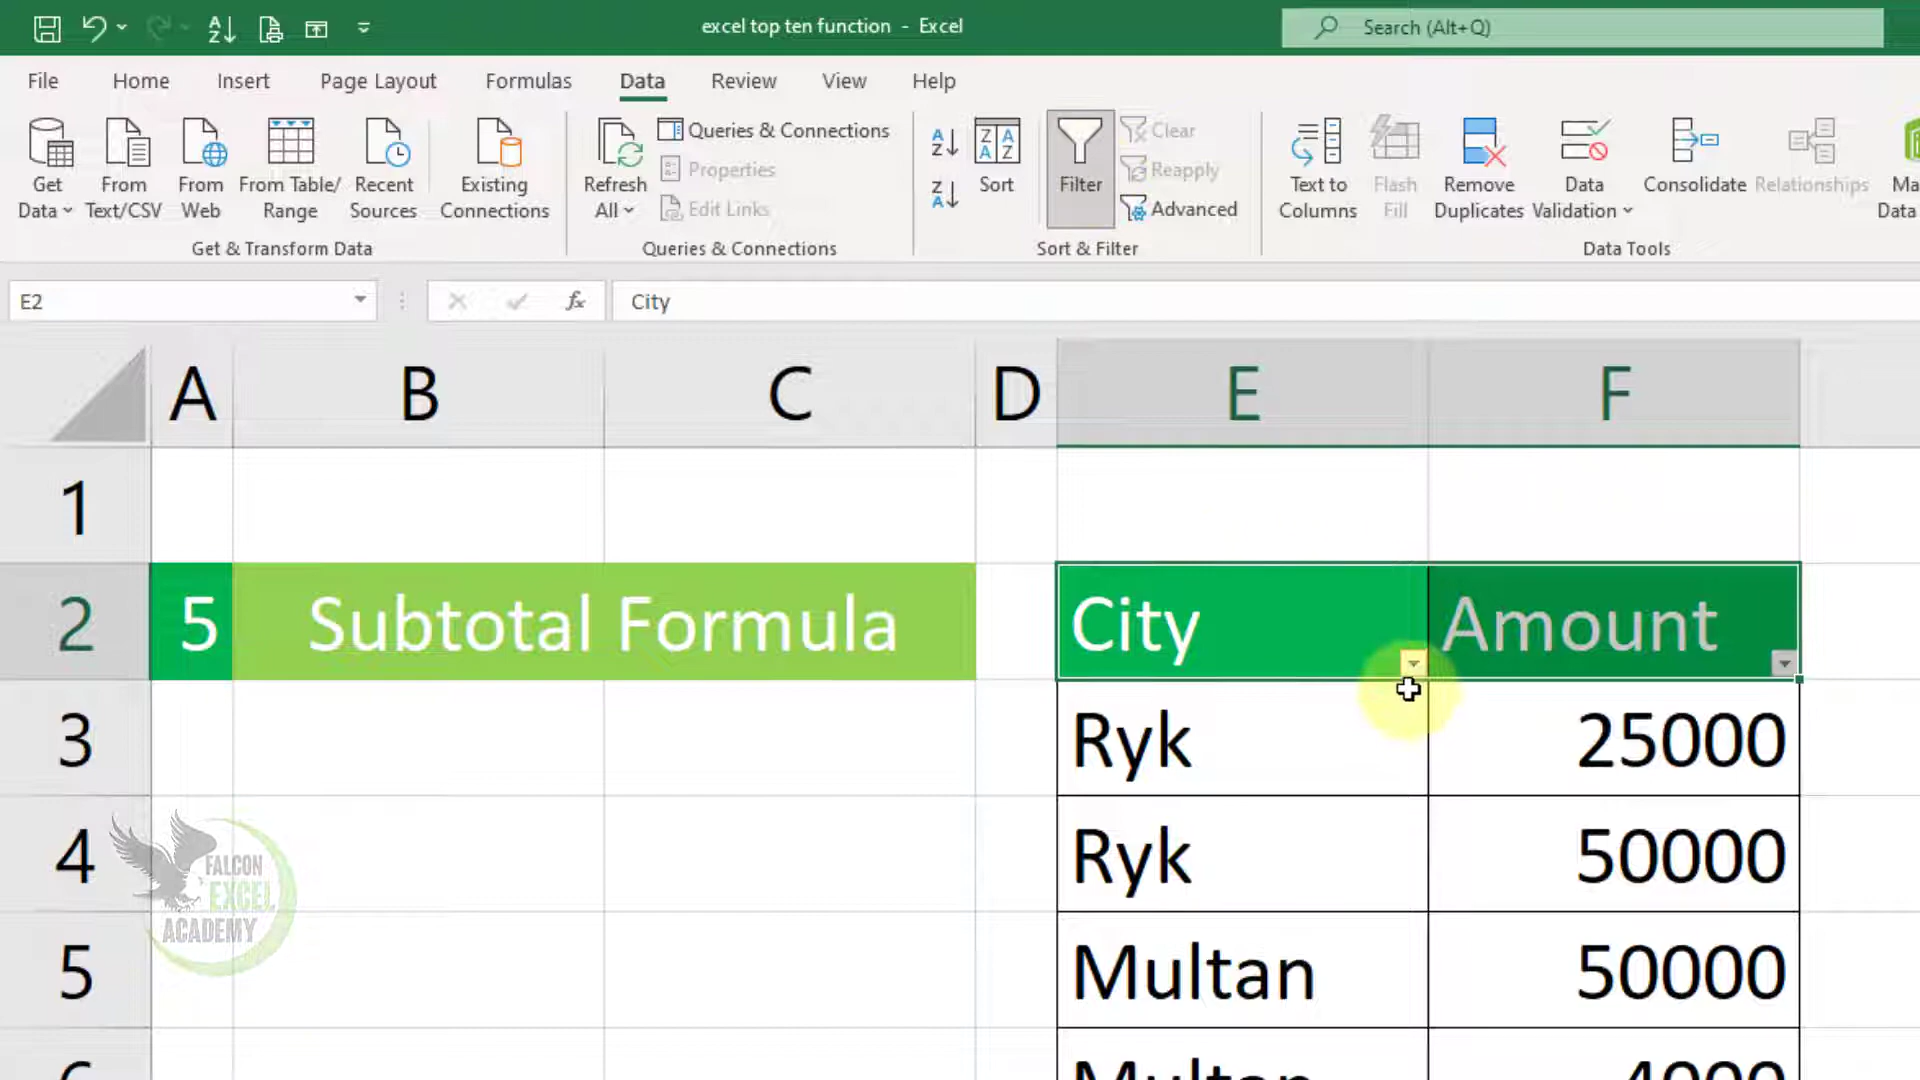 excel top ten function - Excel
Search (Alt+Q)
File Home Insert Page Layout Formulas Data Review View Help
Get Data
From Text/CSV
From Web
From Table/ Range
Recent Sources
Existing Connections
Get & Transform Data
Refresh All
Queries & Connections
Properties
Edit Links
Queries & Connections
Sort
Filter
Clear
Reapply
Advanced
Sort & Filter
Text to Columns
Flash Fill
Remove Duplicates
Data Validation
Consolidate
Relationships
Data Tools
E2
fx
City
A B C D E F
1
2 5 Subtotal Formula City Amount
3 Ryk 25000
4 Ryk 50000
5 Multan 50000
6 Multan 4000
FALCON
EXCEL
ACADEMY